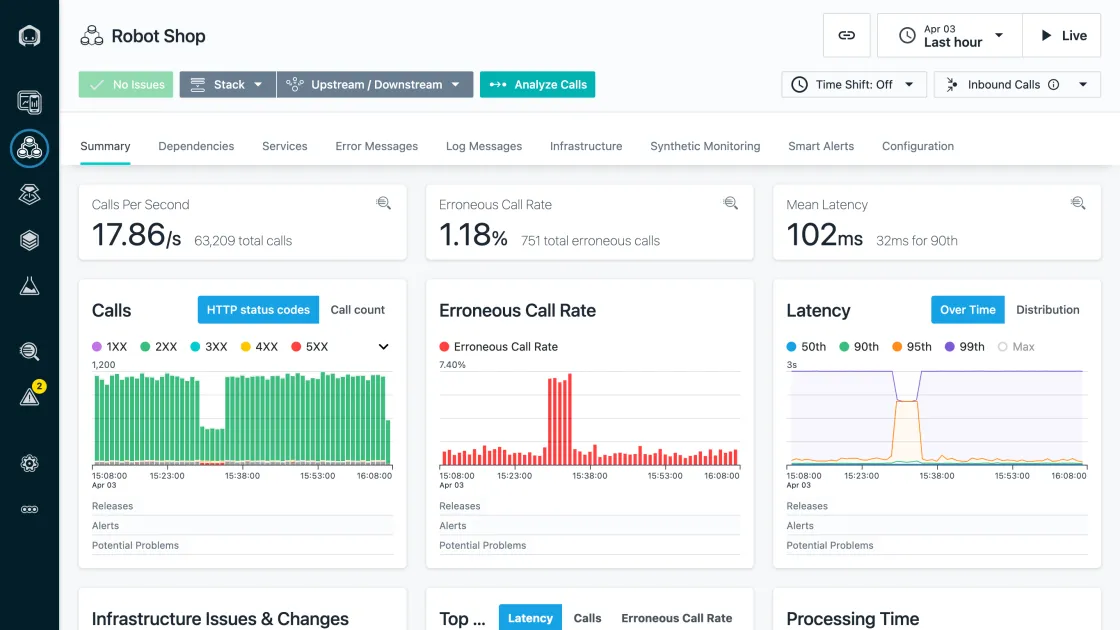 Robot Shop
Apr 03
Last hour
Live
No Issues
Stack
Upstream / Downstream
Analyze Calls
Time Shift: Off
Inbound Calls
Summary
Dependencies
Services
Error Messages
Log Messages
Infrastructure
Synthetic Monitoring
Smart Alerts
Configuration
2
Calls Per Second
17.86/s 63,209 total calls
Erroneous Call Rate
1.18% 751 total erroneous calls
Mean Latency
102ms 32ms for 90th
Calls
HTTP status codes
Call count
1XX 2XX 3XX 4XX 5XX
1,200
15:08:00 15:23:00 15:38:00 15:53:00 16:08:00
Apr 03
Releases
Alerts
Potential Problems
Erroneous Call Rate
Erroneous Call Rate
7.40%
15:08:00 15:23:00 15:38:00 15:53:00 16:08:00
Apr 03
Releases
Alerts
Potential Problems
Latency
Over Time
Distribution
50th 90th 95th 99th Max
3s
15:08:00 15:23:00 15:38:00 15:53:00 16:08:00
Apr 03
Releases
Alerts
Potential Problems
Infrastructure Issues & Changes
Top ...
Latency
Calls
Erroneous Call Rate
Processing Time